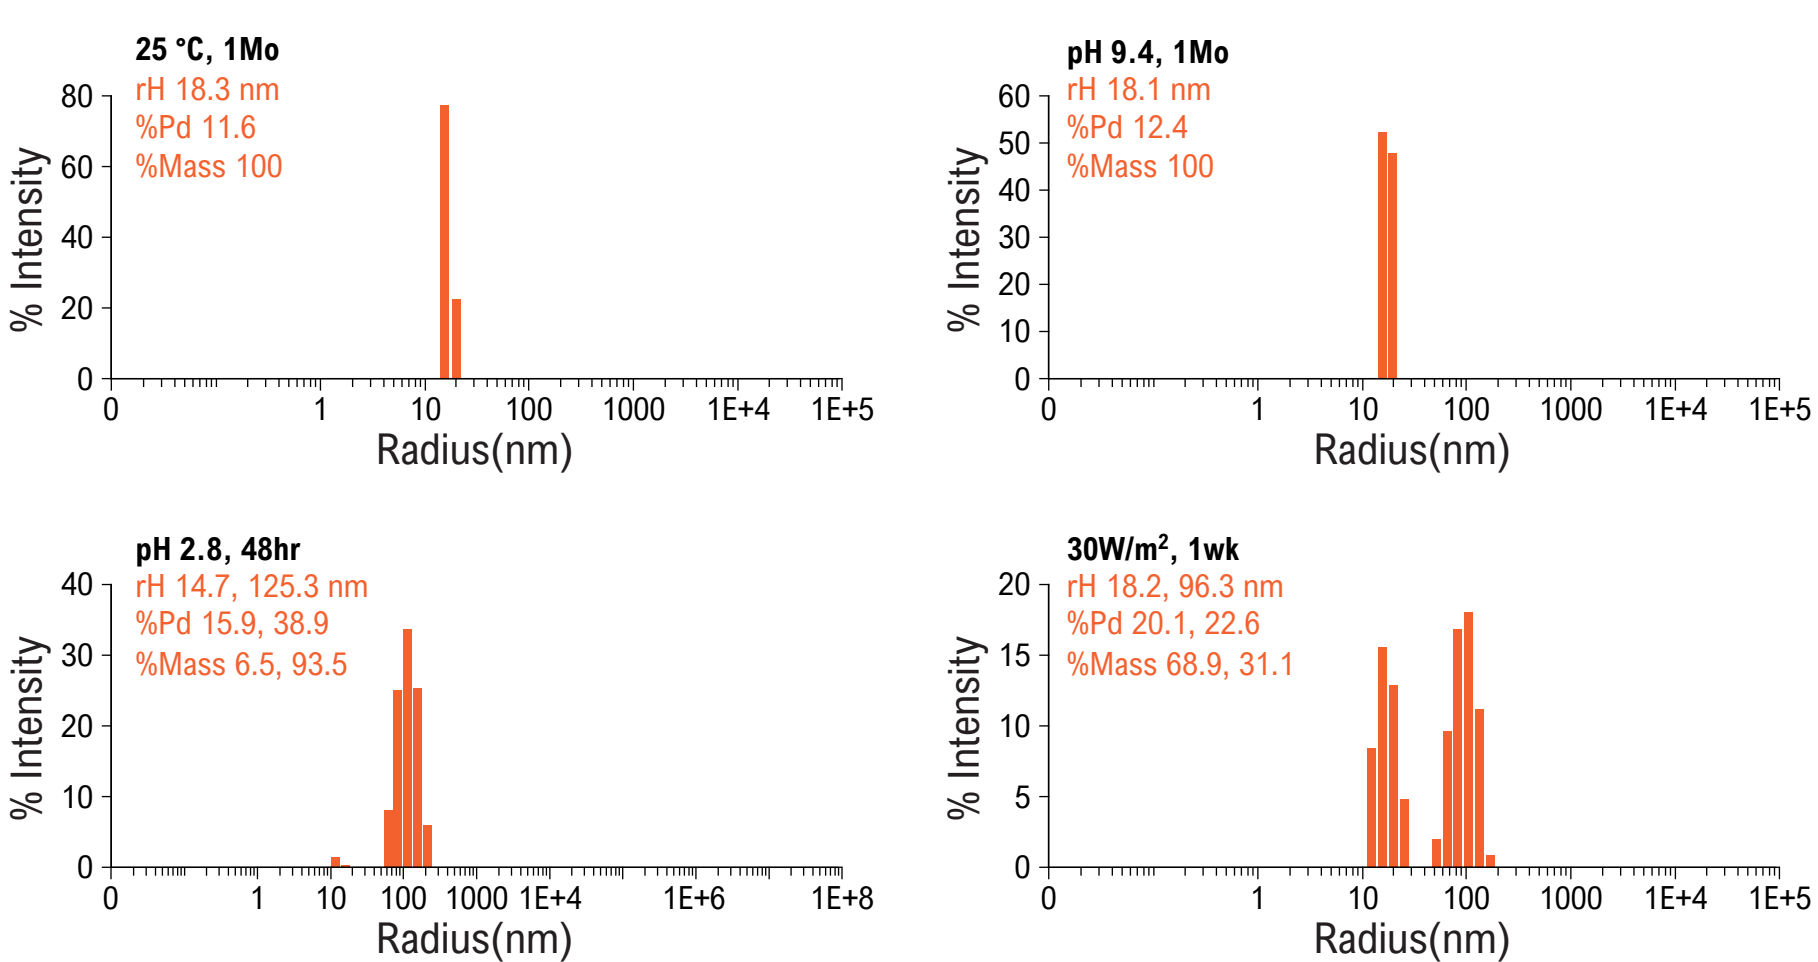 25 °C, 1Mo
rH 18.3 nm
%Pd 11.6
%Mass 100
% Intensity
80
60
40
20
0
0 1 10 100 1000 1E+4 1E+5
Radius(nm)
pH 9.4, 1Mo
rH 18.1 nm
%Pd 12.4
%Mass 100
% Intensity
60
50
40
30
20
10
0
0 1 10 100 1000 1E+4 1E+5
Radius(nm)
pH 2.8, 48hr
rH 14.7, 125.3 nm
%Pd 15.9, 38.9
%Mass 6.5, 93.5
% Intensity
40
30
20
10
0
0 1 10 100 1000 1E+4 1E+6 1E+8
Radius(nm)
30W/m², 1wk
rH 18.2, 96.3 nm
%Pd 20.1, 22.6
%Mass 68.9, 31.1
% Intensity
20
15
10
5
0
0 1 10 100 1000 1E+4 1E+5
Radius(nm)